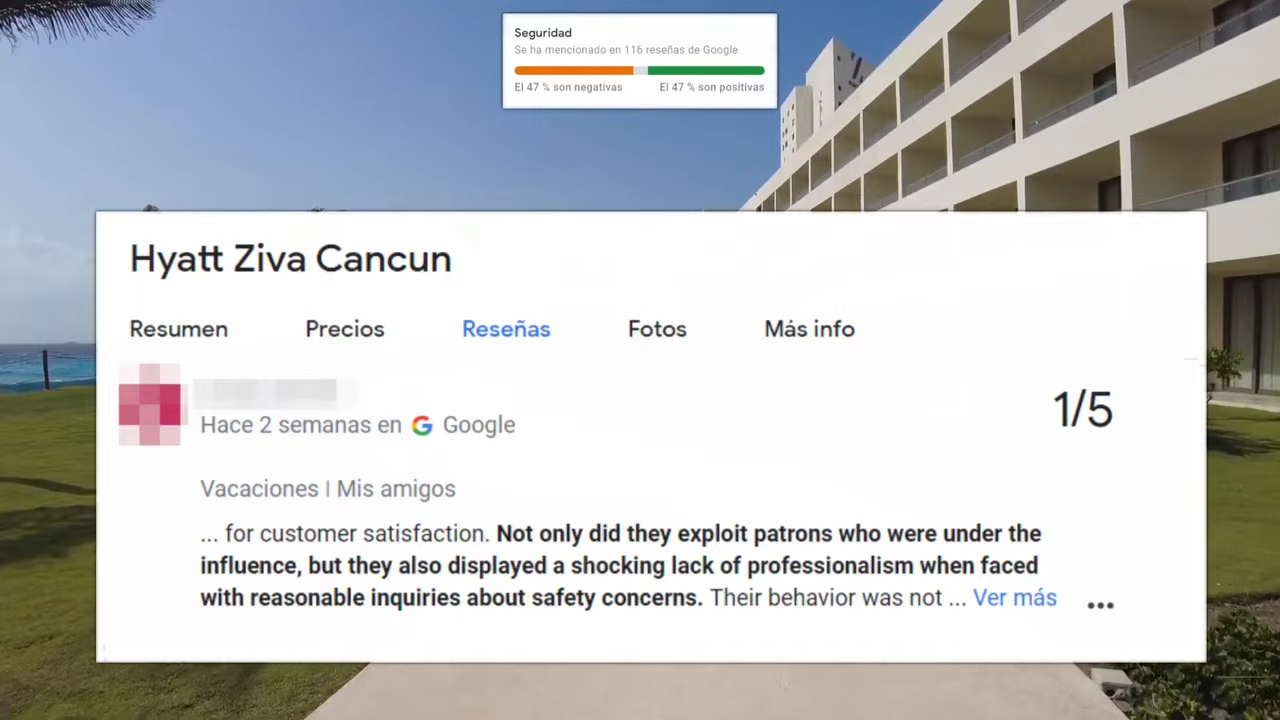 Seguridad
Se ha mencionado en 116 reseñas de Google
El 47 % son negativas El 47 % son positivas
Hyatt Ziva Cancun
Resumen Precios Reseñas Fotos Más info
Hace 2 semanas en Google
1/5
Vacaciones | Mis amigos
... for customer satisfaction. Not only did they exploit patrons who were under the
influence, but they also displayed a shocking lack of professionalism when faced
with reasonable inquiries about safety concerns. Their behavior was not ... Ver más